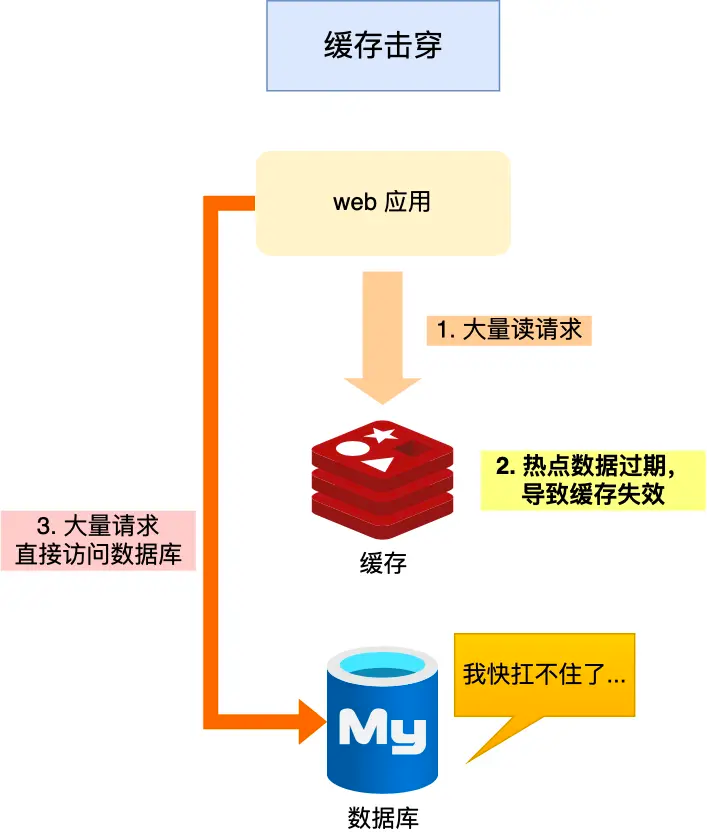 缓存击穿
web 应用
1. 大量读请求
2. 热点数据过期，
导致缓存失效
缓存
3. 大量请求
直接访问数据库
我快扛不住了...
My
数据库